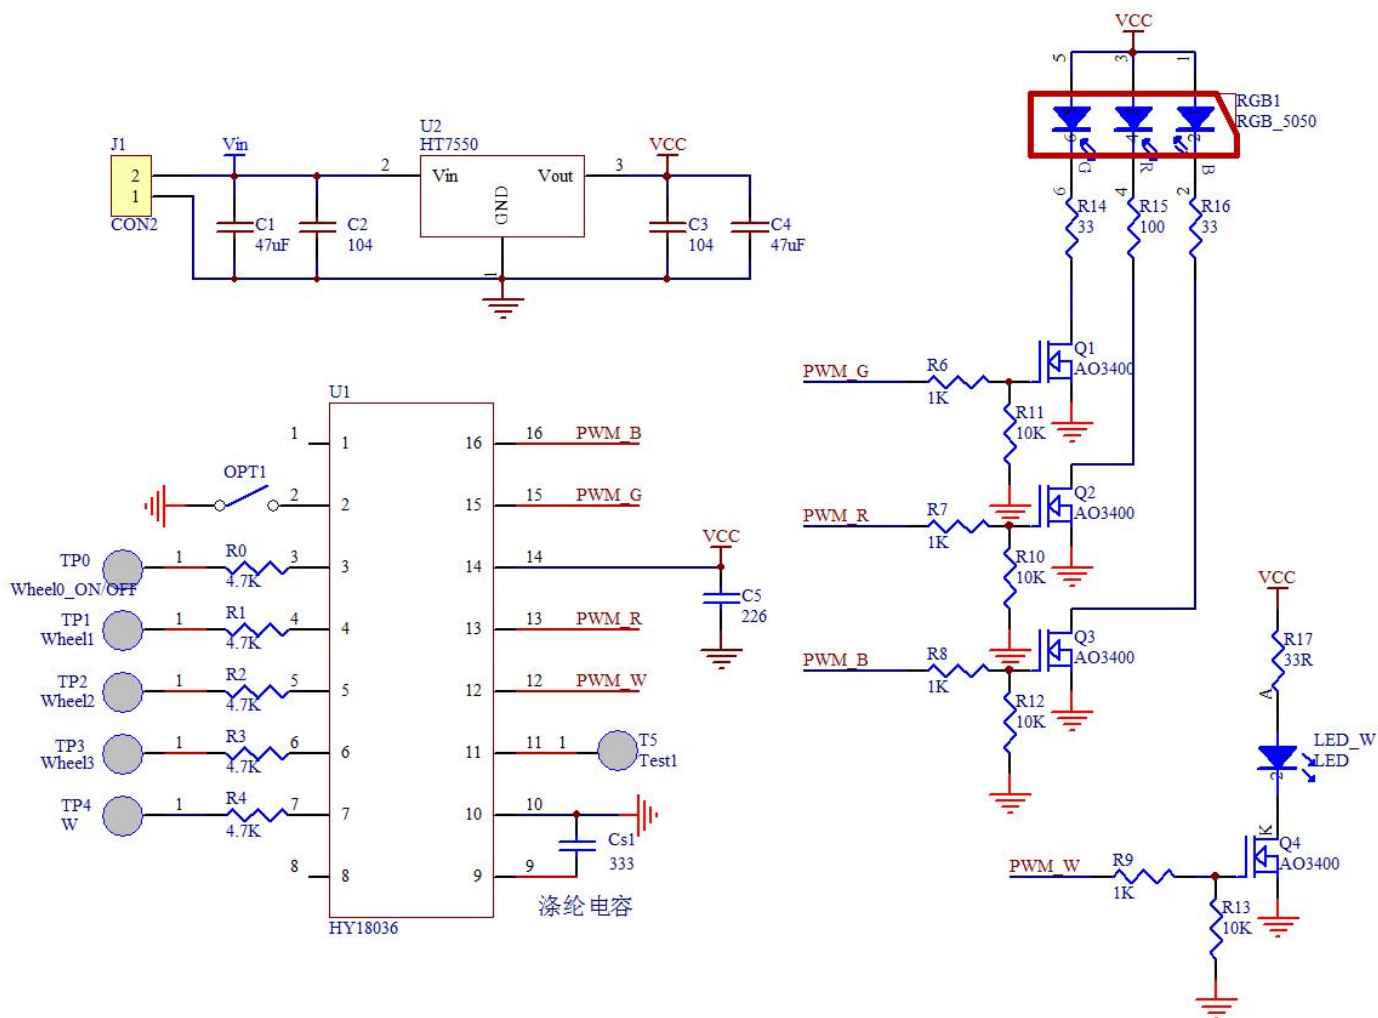 J1
2
1
CON2
Vin
C1
47uF
C2
104
U2
HT7550
2
Vin
Vout
3
GND
1
VCC
C3
104
C4
47uF
VCC
5
3
1
RGB1
RGB_5050
6
4
2
G
R
B
6
4
2
R14
33
R15
100
R16
33
PWM_G
R6
1K
R11
10K
Q1
AO3400
PWM_R
R7
1K
R10
10K
Q2
AO3400
PWM_B
R8
1K
R12
10K
Q3
AO3400
U1
1
1
16
16
PWM_B
OPT1
2
2
15
15
PWM_G
TP0
Wheel0_ON/OFF
1
R0
4.7K
3
3
14
14
VCC
C5
226
TP1
Wheel1
1
R1
4.7K
4
4
13
13
PWM_R
TP2
Wheel2
1
R2
4.7K
5
5
12
12
PWM_W
TP3
Wheel3
1
R3
4.7K
6
6
11
11
1
T5
Test1
TP4
W
1
R4
4.7K
7
7
10
10
Cs1
333
8
8
9
9
涤纶电容
HY18036
VCC
R17
33R
A
LED_W
LED
2
K
Q4
AO3400
PWM_W
R9
1K
R13
10K